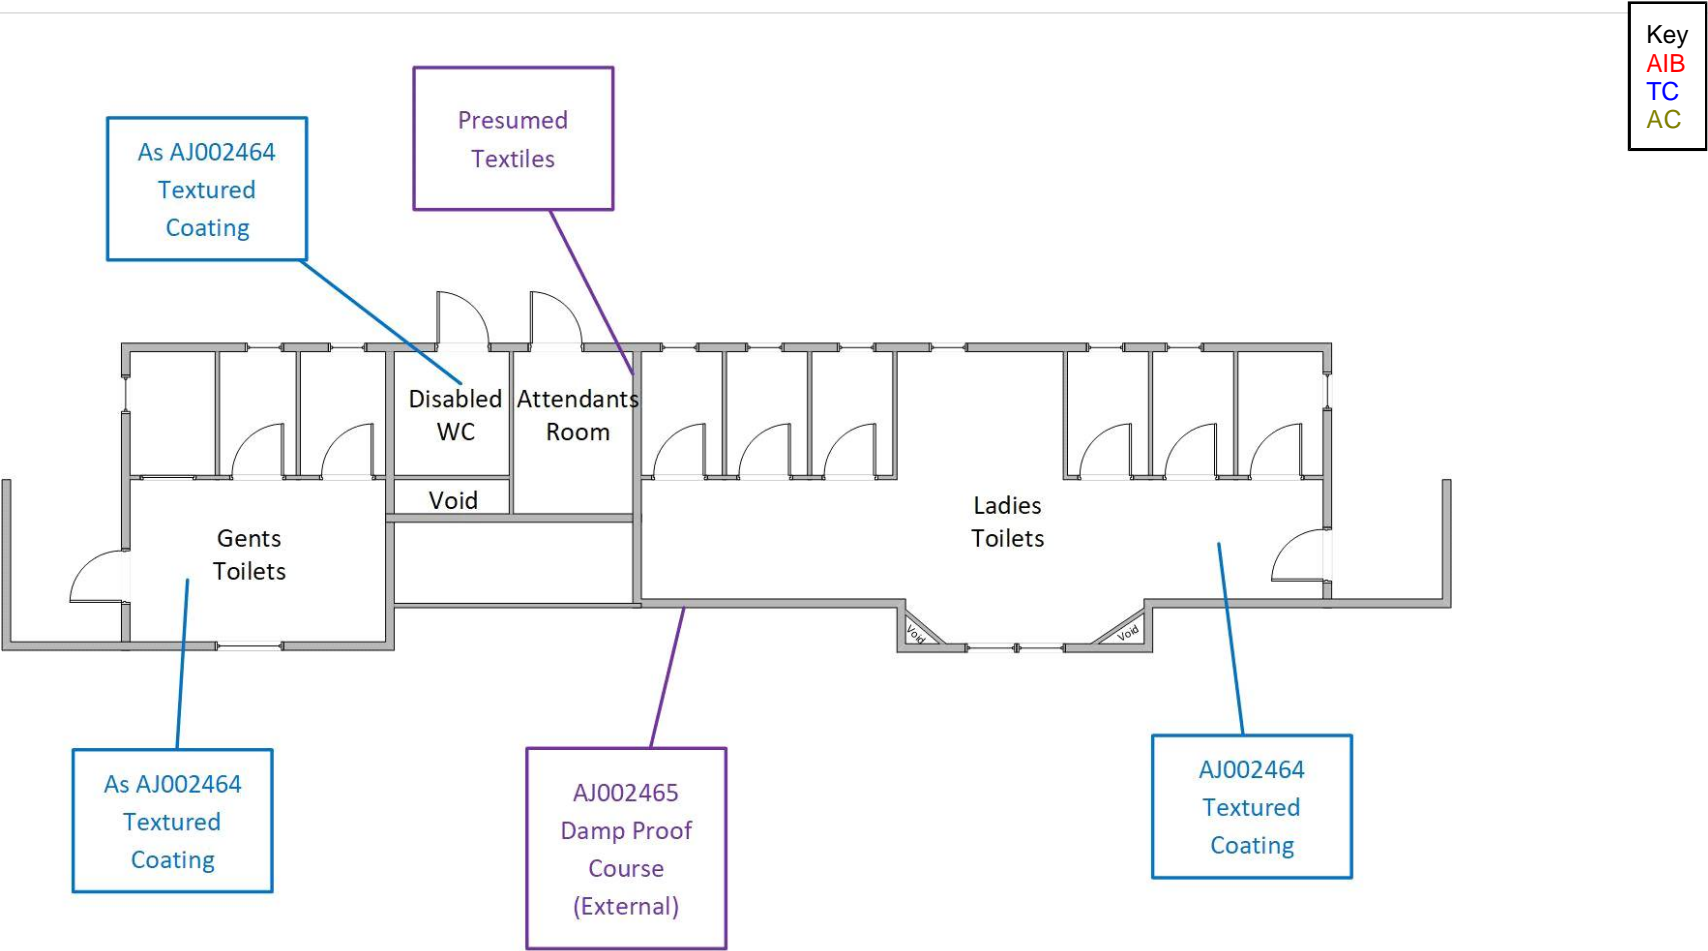 Key
AIB
TC
AC
Presumed
Textiles
As AJ002464
Textured
Coating
Disabled
WC
Attendants
Room
Void
Gents
Toilets
Ladies
Toilets
Void
Void
As AJ002464
Textured
Coating
AJ002465
Damp Proof
Course
(External)
AJ002464
Textured
Coating